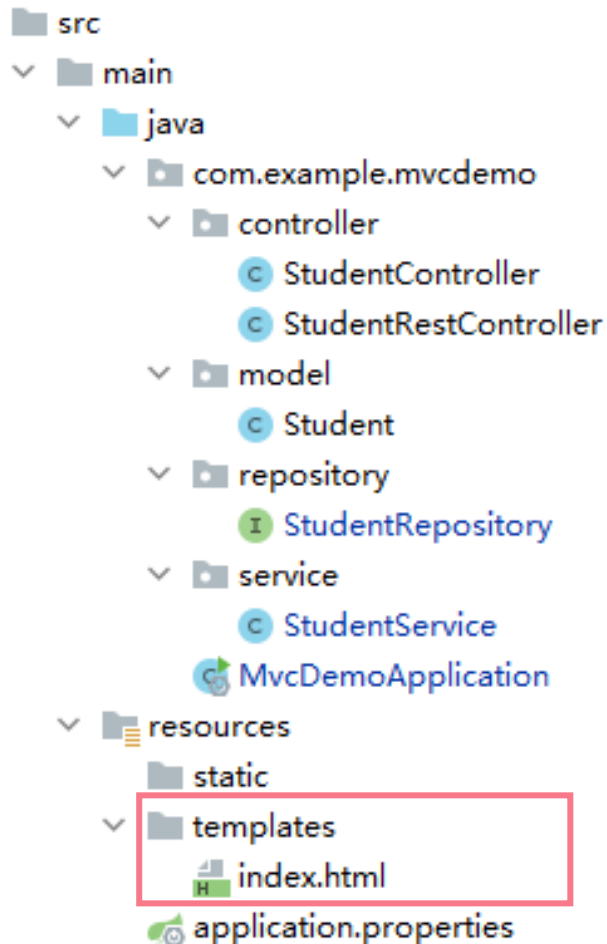 src
main
java
com.example.mvcdemo
controller
StudentController
StudentRestController
model
Student
repository
StudentRepository
service
StudentService
MvcDemoApplication
resources
static
templates
index.html
application.properties